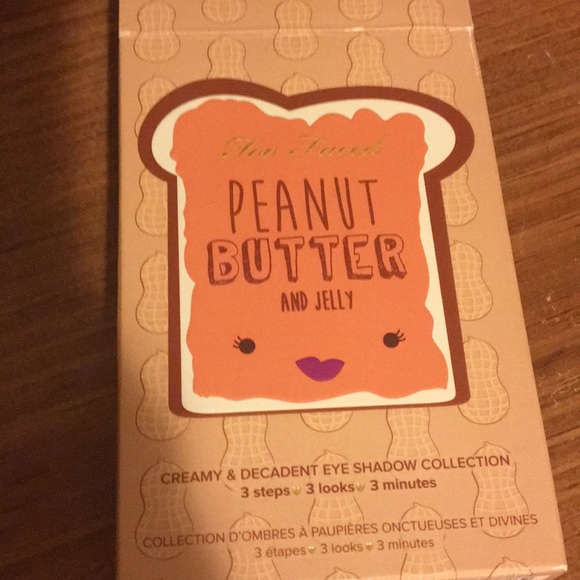 Too Faced
PEANUT
BUTTER
AND JELLY
CREAMY & DECADENT EYE SHADOW COLLECTION
3 steps 3 looks 3 minutes
COLLECTION D'OMBRES À PAUPIÈRES ONCTUEUSES ET DIVINES
3 étapes 3 looks 3 minutes